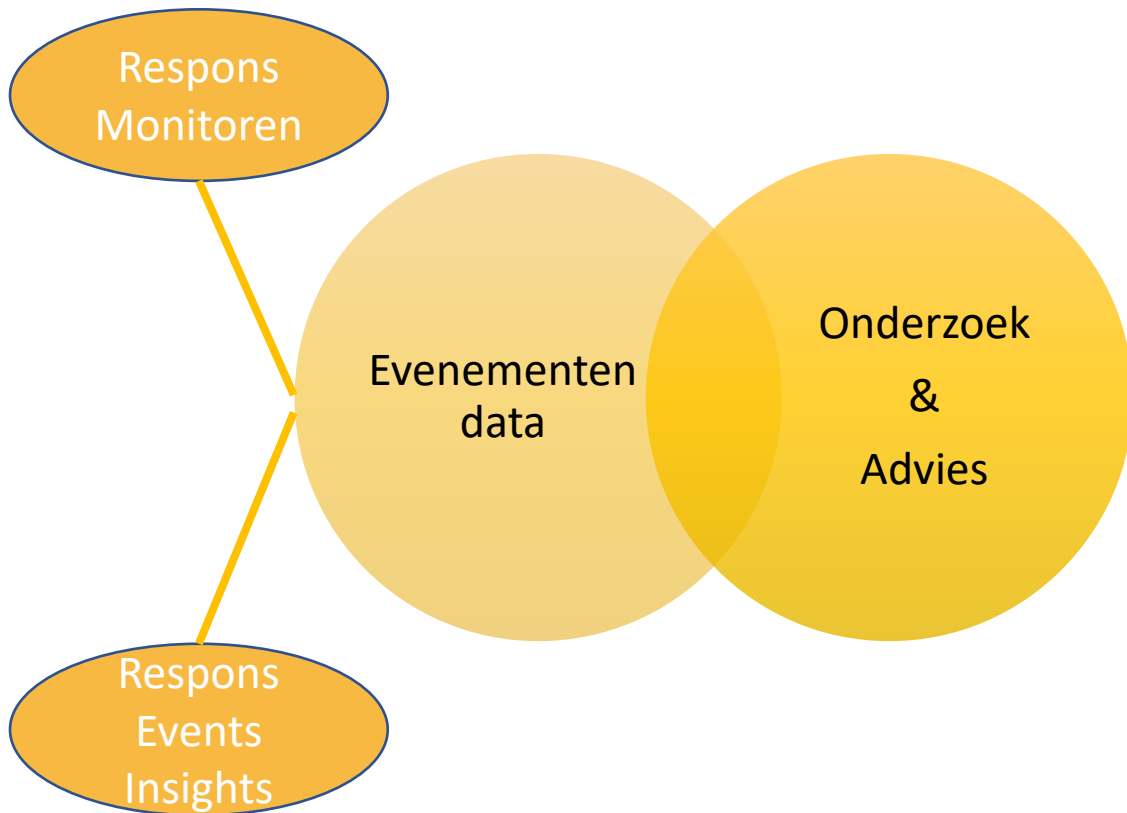 Respons
Monitoren
Evenementen
data
Onderzoek
&
Advies
Respons
Events
Insights